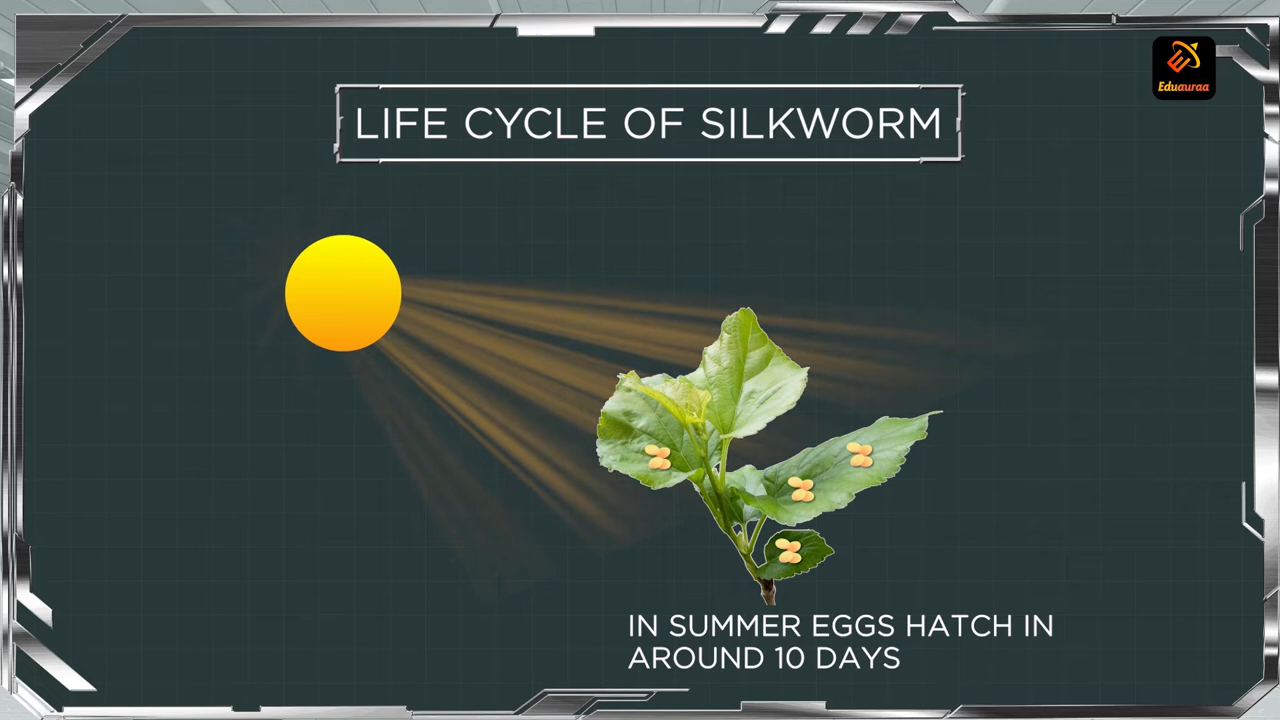 Eduauraa
LIFE CYCLE OF SILKWORM
IN SUMMER EGGS HATCH IN
AROUND 10 DAYS